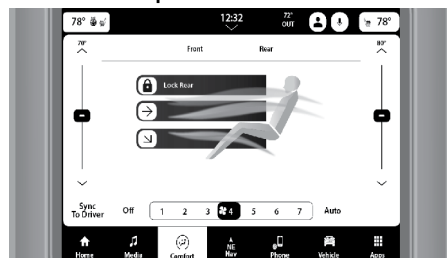 78° 12:32 72° OUT 78°
70° Front Rear 80°
Lock Rear
Sync To Driver Off 1 2 3 4 5 6 7 Auto
Home Media Comfort NE Nav Phone Vehicle Apps